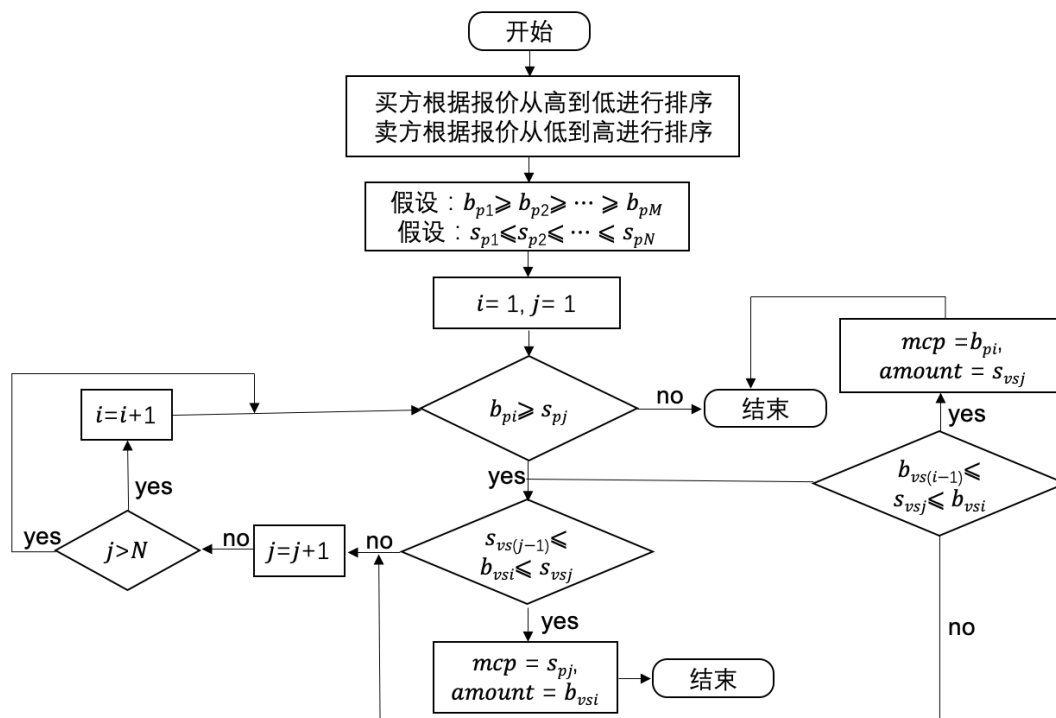 开始
买方根据报价从高到低进行排序
卖方根据报价从低到高进行排序
假设：b_{p1}⩾ b_{p2}⩾ ⋯ ⩾ b_{pM}
假设：s_{p1}⩽s_{p2}⩽ ⋯ ⩽ s_{pN}
i= 1, j= 1
mcp =b_{pi},
amount = s_{vsj}
i=i+1
b_{pi}⩾ s_{pj}
no
结束
yes
yes
b_{vs(i−1)}⩽
s_{vsj}⩽ b_{vsi}
yes
yes
j>N
no
j=j+1
no
s_{vs(j−1)}⩽
b_{vsi}⩽ s_{vsj}
no
yes
mcp = s_{pj},
amount = b_{vsi}
结束